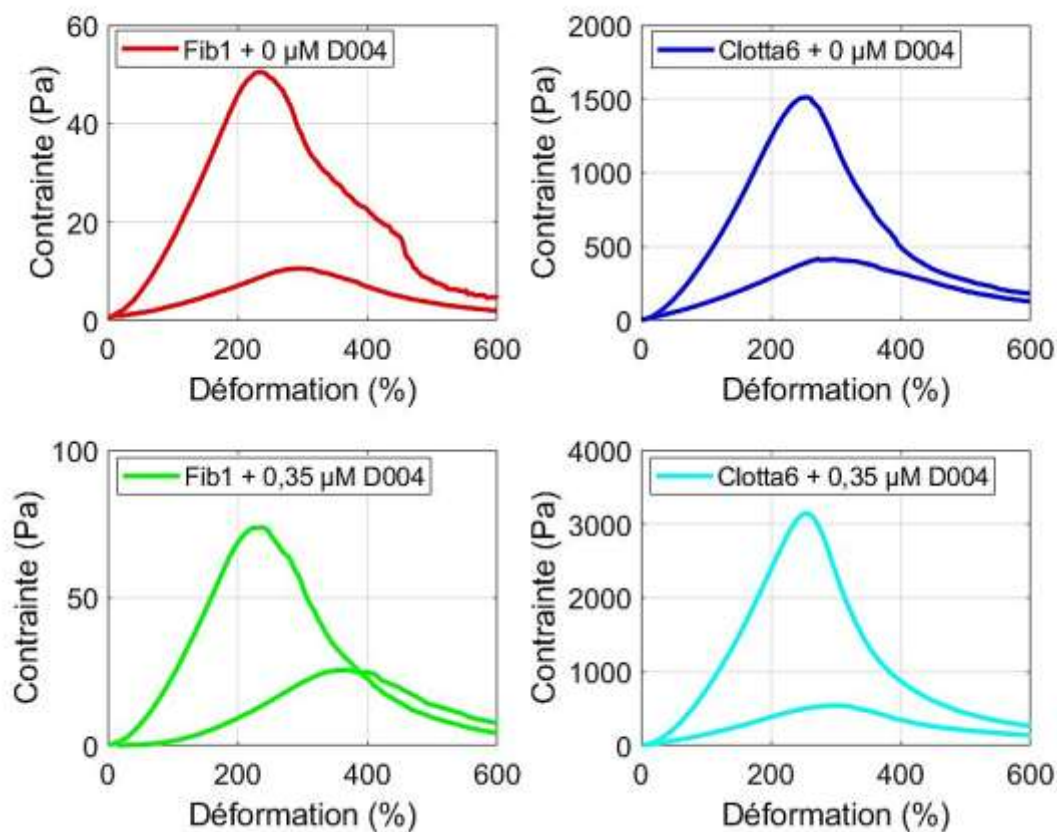 60
40
20
0
Contrainte (Pa)
Fib1 + 0 µM D004
0 200 400 600
Déformation (%)
2000
1500
1000
500
0
Contrainte (Pa)
Clotta6 + 0 µM D004
0 200 400 600
Déformation (%)
100
50
0
Contrainte (Pa)
Fib1 + 0,35 µM D004
0 200 400 600
Déformation (%)
4000
3000
2000
1000
0
Contrainte (Pa)
Clotta6 + 0,35 µM D004
0 200 400 600
Déformation (%)